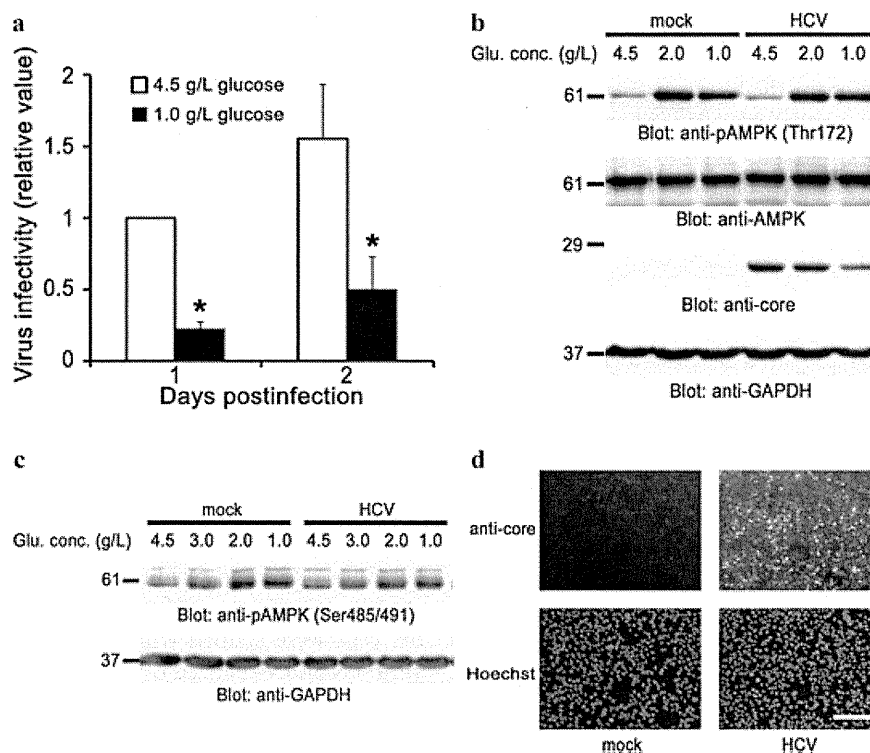 a
Virus infectivity (relative value)
2
1.5
1
0.5
0
4.5 g/L glucose
1.0 g/L glucose
*
*
1 2
Days postinfection
b
mock HCV
Glu. conc. (g/L) 4.5 2.0 1.0 4.5 2.0 1.0
61
Blot: anti-pAMPK (Thr172)
61
Blot: anti-AMPK
29
Blot: anti-core
37
Blot: anti-GAPDH
c
mock HCV
Glu. conc. (g/L) 4.5 3.0 2.0 1.0 4.5 3.0 2.0 1.0
61
Blot: anti-pAMPK (Ser485/491)
37
Blot: anti-GAPDH
d
anti-core
Hoechst
mock HCV